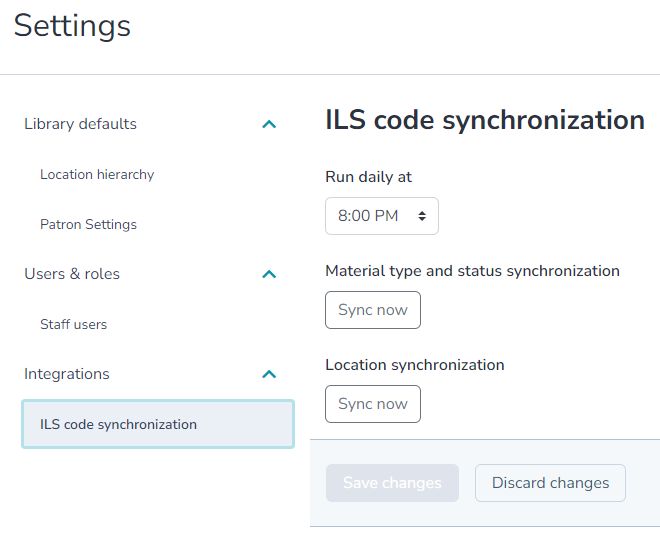 Settings
Library defaults
Location hierarchy
Patron Settings
Users & roles
Staff users
Integrations
ILS code synchronization
ILS code synchronization
Run daily at
8:00 PM
Material type and status synchronization
Sync now
Location synchronization
Sync now
Save changes
Discard changes